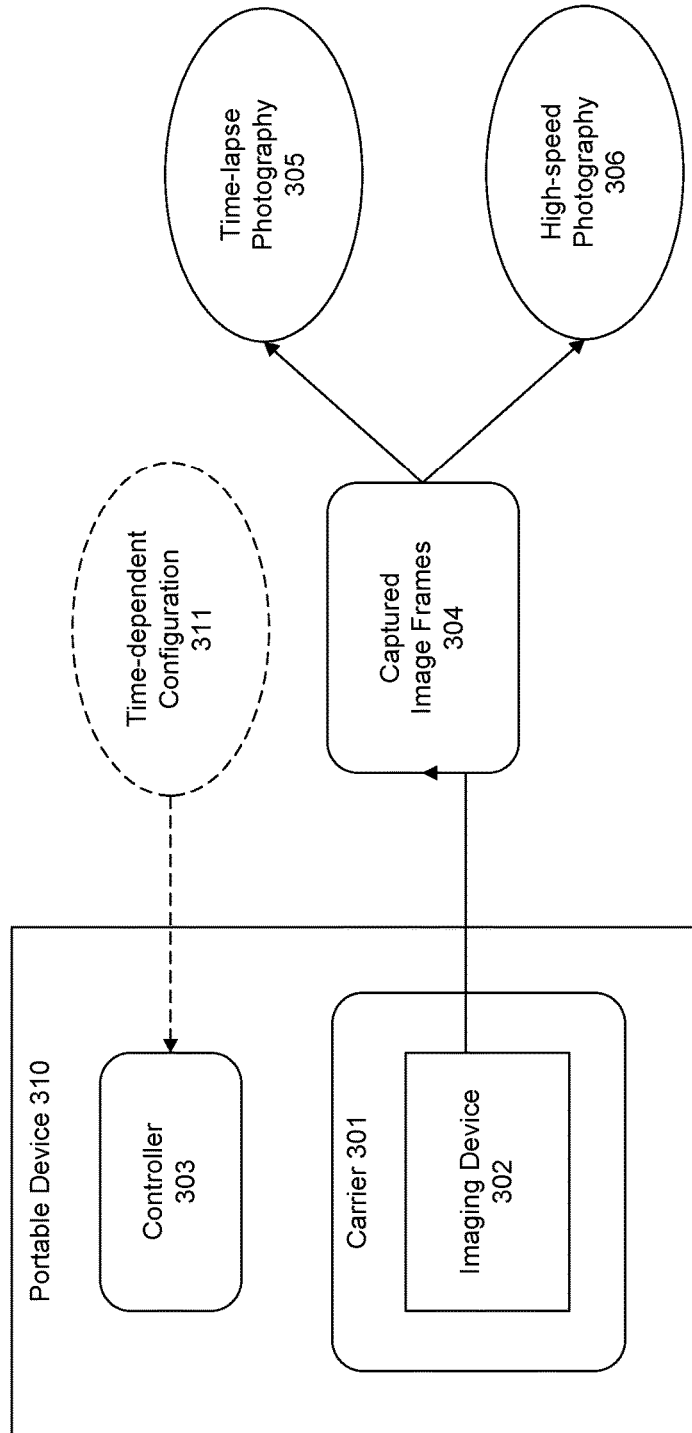 Portable Device 310
Controller
303
Carrier 301
Imaging Device
302
Time-dependent
Configuration
311
Captured
Image Frames
304
Time-lapse
Photography
305
High-speed
Photography
306